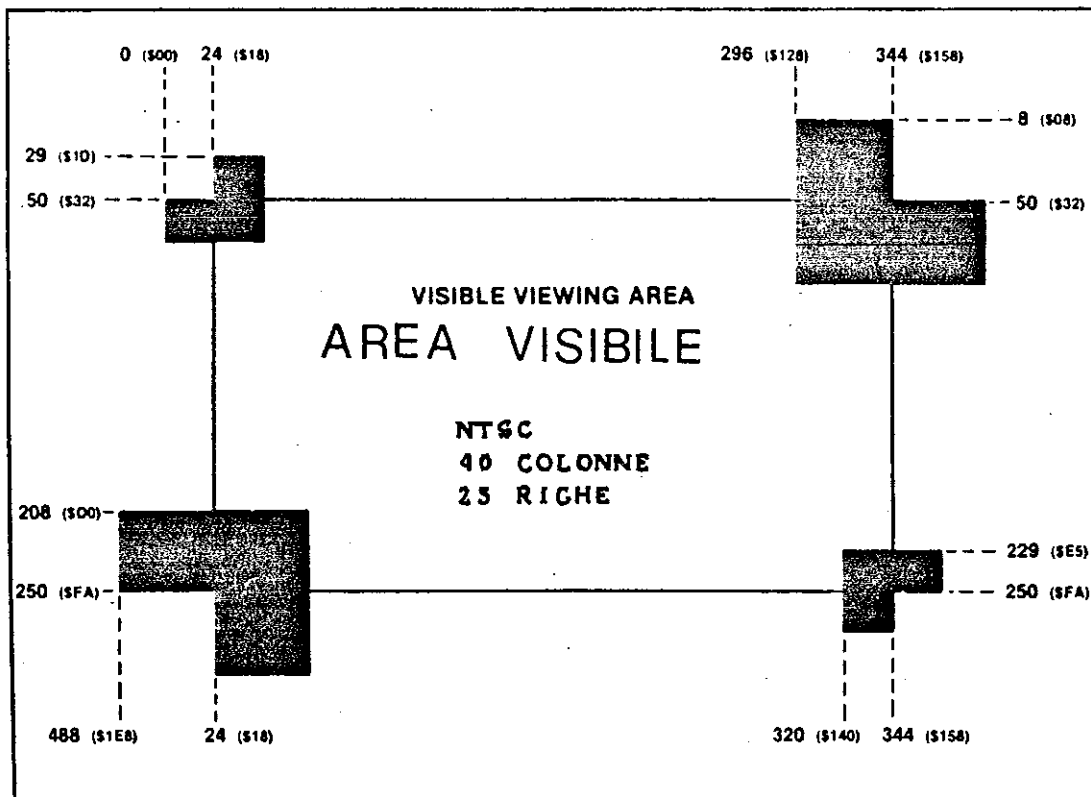 0 ($00) 24 ($18) 296 ($128) 344 ($158)
8 ($08)
29 ($1D)
50 ($32) 50 ($32)
VISIBLE VIEWING AREA
AREA VISIBILE
NTSC
40 COLONNE
25 RIGHE
208 ($D0)
229 ($E5)
250 ($FA) 250 ($FA)
488 ($1E8) 24 ($18) 320 ($140) 344 ($158)